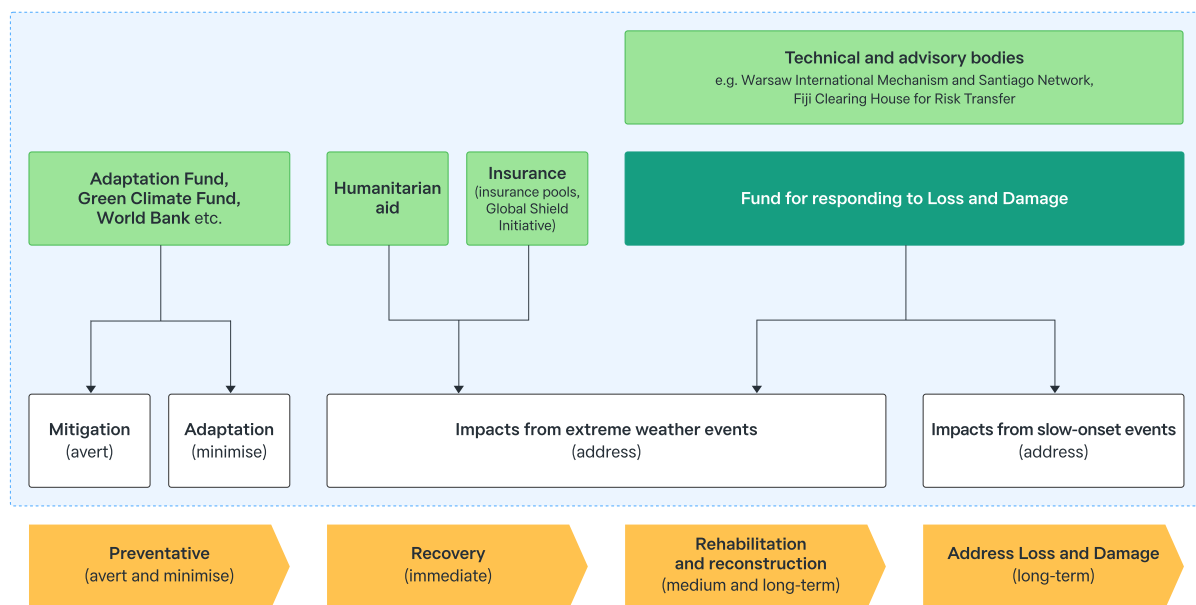 Technical and advisory bodies
e.g. Warsaw International Mechanism and Santiago Network,
Fiji Clearing House for Risk Transfer
Adaptation Fund,
Green Climate Fund,
World Bank etc.
Humanitarian
aid
Insurance
(insurance pools,
Global Shield
Initiative)
Fund for responding to Loss and Damage
Mitigation
(avert)
Adaptation
(minimise)
Impacts from extreme weather events
(address)
Impacts from slow-onset events
(address)
Preventative
(avert and minimise)
Recovery
(immediate)
Rehabilitation
and reconstruction
(medium and long-term)
Address Loss and Damage
(long-term)